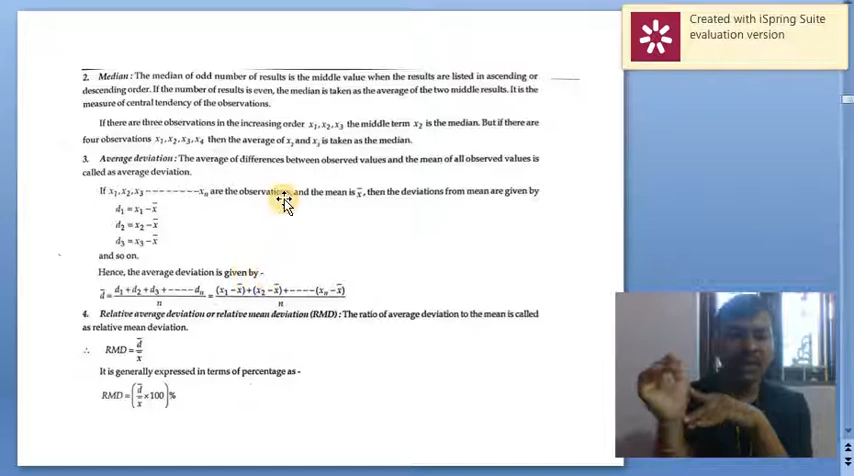 Created with iSpring Suite
evaluation version
2. Median : The median of odd number of results is the middle value when the results are listed in ascending or
descending order. If the number of results is even, the median is taken as the average of the two middle results. It is the
measure of central tendency of the observations.
If there are three observations in the increasing order x₁, x₂, x₃ the middle term x₂ is the median. But if there are
four observations x₁, x₂, x₃, x₄ then the average of x₂ and x₃ is taken as the median.
3. Average deviation : The average of differences between observed values and the mean of all observed values is
called as average deviation.
If x₁, x₂, x₃ --------- xₙ are the observations, and the mean is x̄, then the deviations from mean are given by
d₁ = x₁ - x̄
d₂ = x₂ - x̄
d₃ = x₃ - x̄
and so on.
Hence, the average deviation is given by -
d̄ = (d₁ + d₂ + d₃ + ---- dₙ)/n = ((x₁ - x̄) + (x₂ - x̄) + ---- (xₙ - x̄))/n
4. Relative average deviation or relative mean deviation (RMD) : The ratio of average deviation to the mean is called
as relative mean deviation.
∴ RMD = d̄/x̄
It is generally expressed in terms of percentage as -
RMD = (d̄/x̄ × 100)%